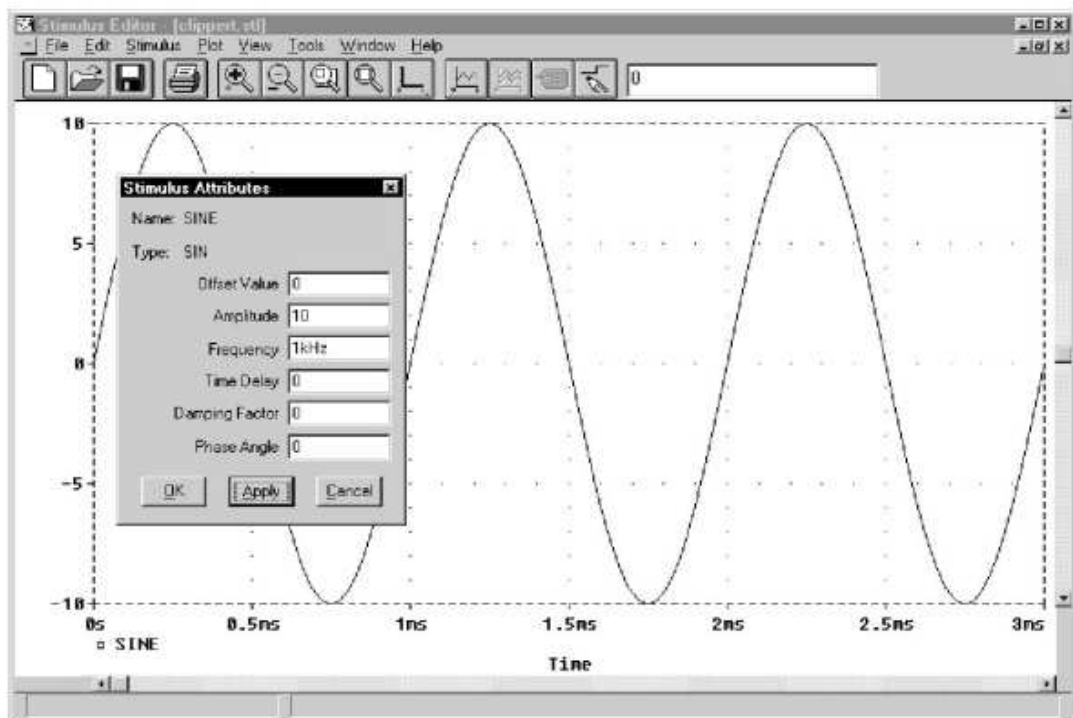 Stimulus Editor - [clippert.stl]
File Edit Stimulus Plot View Tools Window Help
0
10
5
0
-5
-10
Stimulus Attributes
Name: SINE
Type: SIN
Offset Value 0
Amplitude 10
Frequency 1kHz
Time Delay 0
Damping Factor 0
Phase Angle 0
OK Apply Cancel
0s 0.5ms 1ms 1.5ms 2ms 2.5ms 3ms
SINE
Time